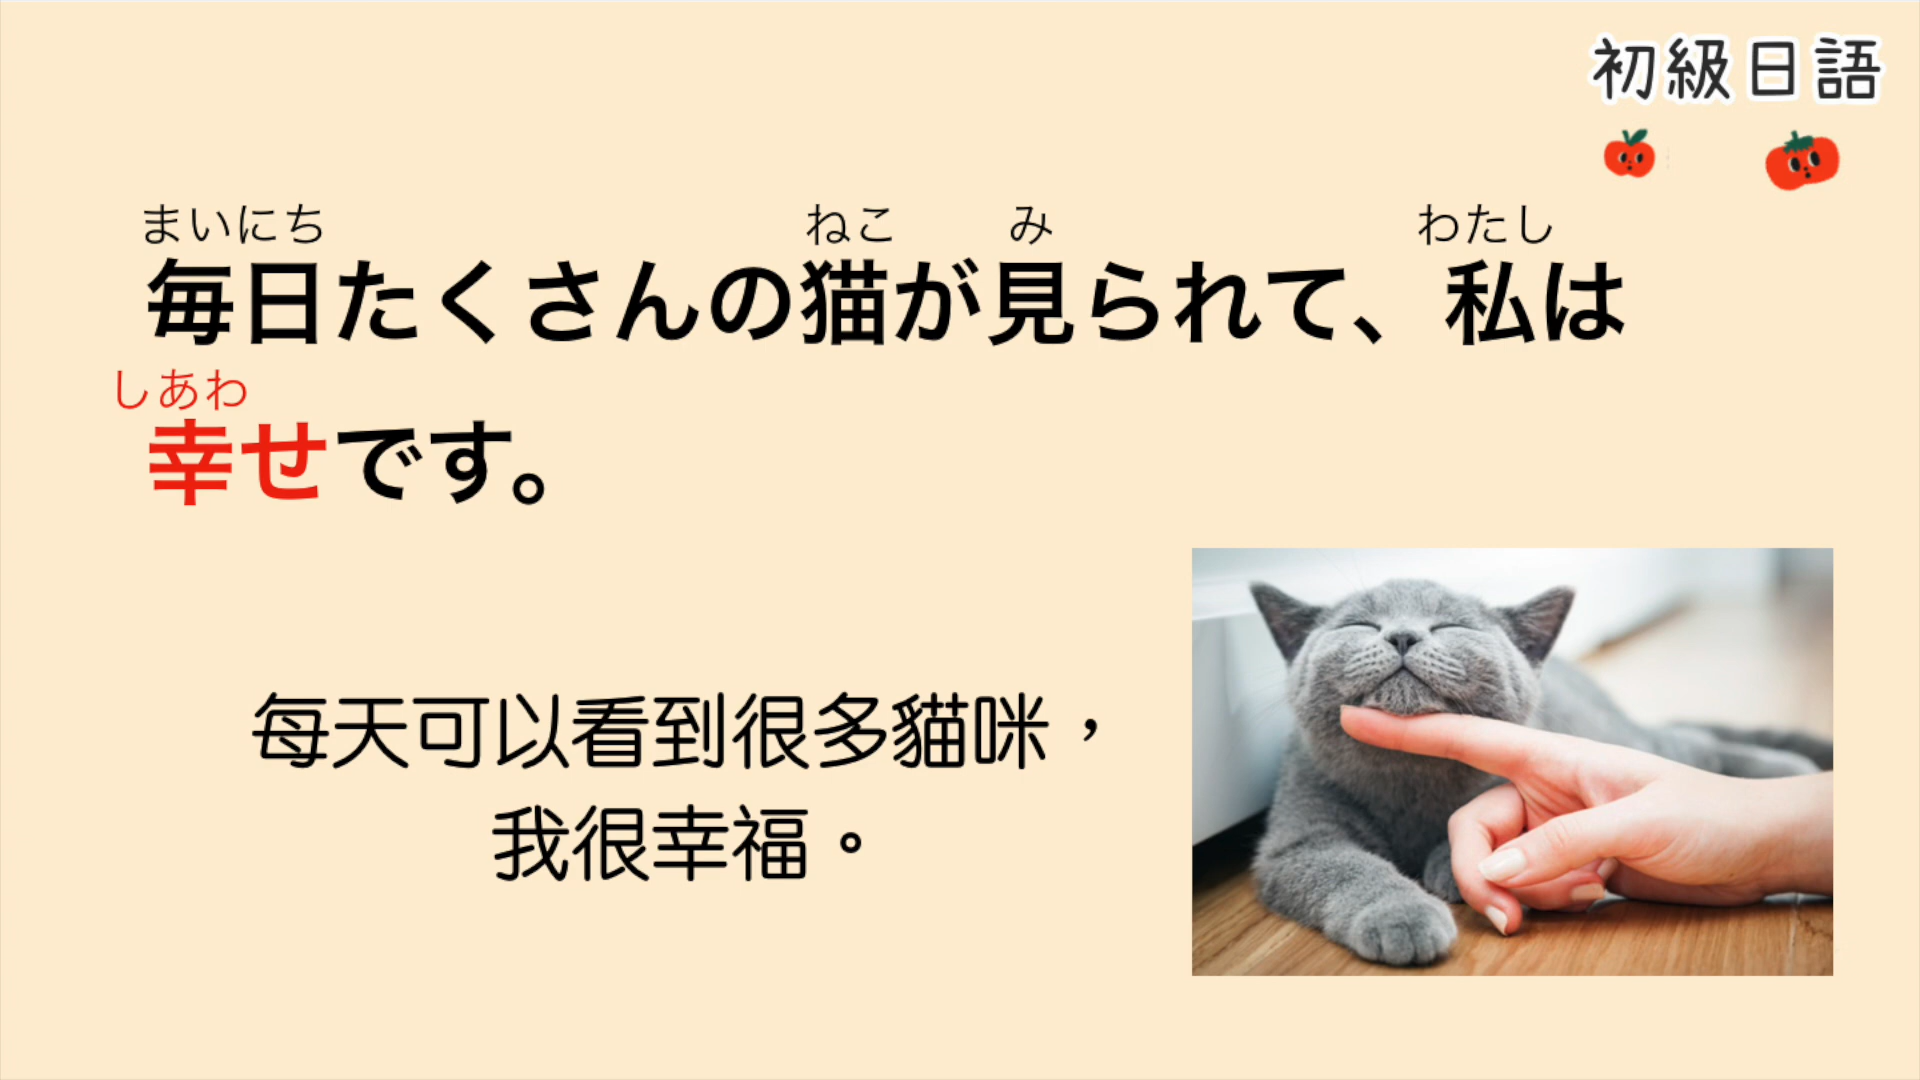 初級日語
まいにち ねこ み わたし
毎日たくさんの猫が見られて、私は
しあわ
幸せです。
每天可以看到很多貓咪，
我很幸福。